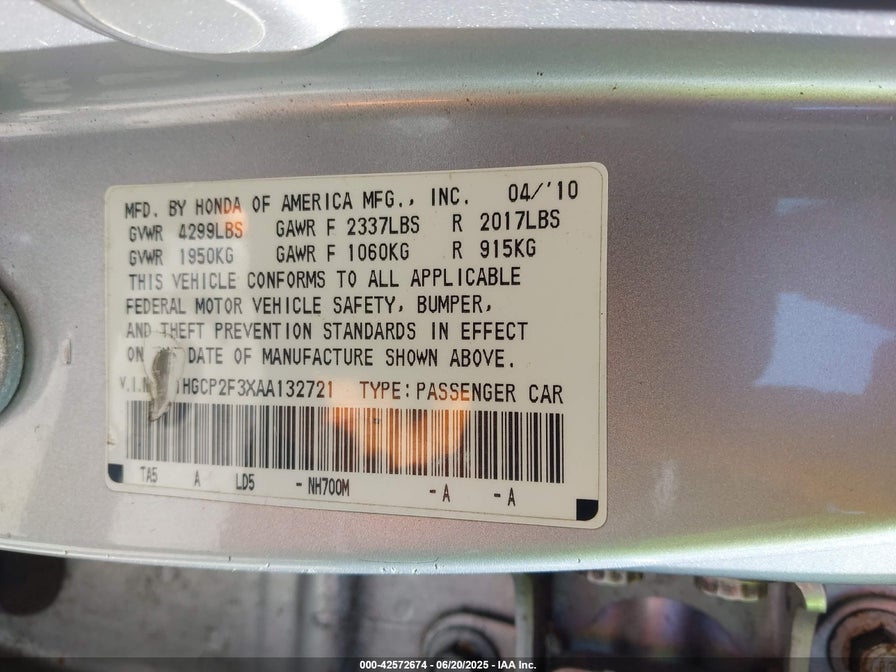 MFD. BY HONDA OF AMERICA MFG., INC. 04/'10
GVWR 4299LBS GAWR F 2337LBS R 2017LBS
GVWR 1950KG GAWR F 1060KG R 915KG
THIS VEHICLE CONFORMS TO ALL APPLICABLE
FEDERAL MOTOR VEHICLE SAFETY, BUMPER,
AND THEFT PREVENTION STANDARDS IN EFFECT
ON DATE OF MANUFACTURE SHOWN ABOVE.
1HGCP2F3XAA132721 TYPE:PASSENGER CAR
TA5 A LD5 -NH700M -A -A
000-42572674 - 06/20/2025 - IAA Inc.